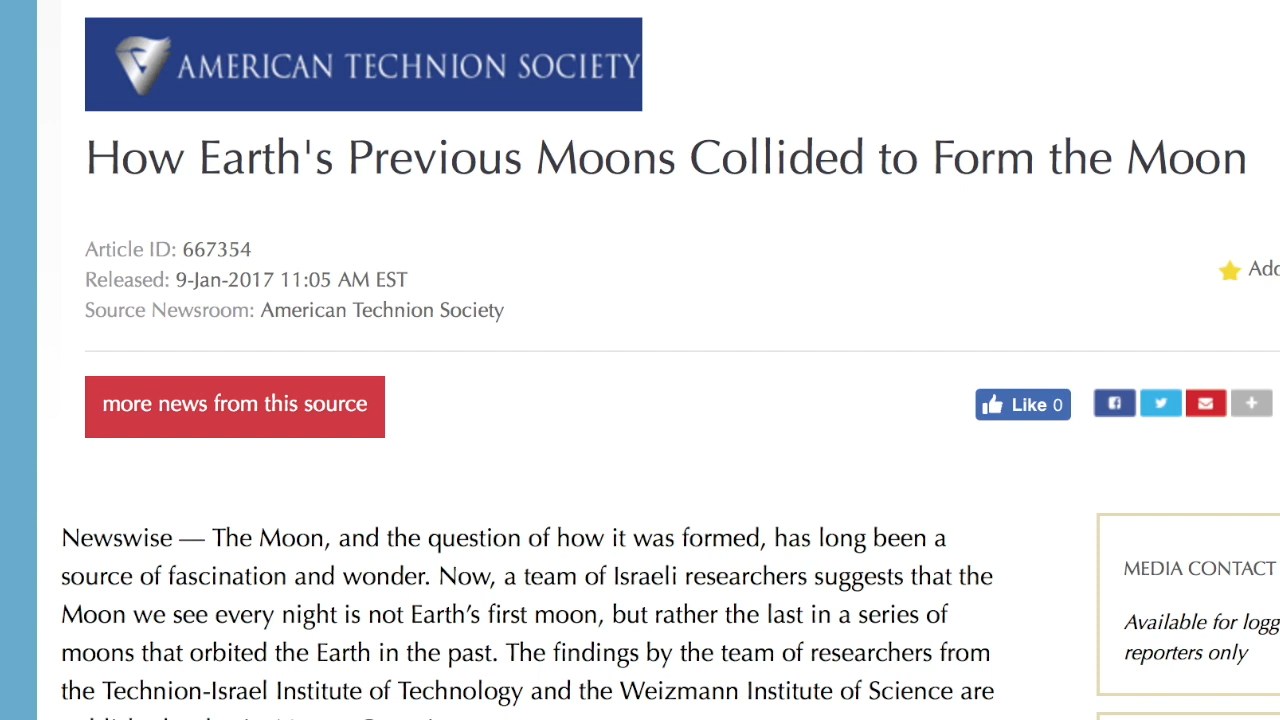 AMERICAN TECHNION SOCIETY
How Earth's Previous Moons Collided to Form the Moon
Article ID: 667354
Released: 9-Jan-2017 11:05 AM EST
Source Newsroom: American Technion Society
more news from this source
Like 0
Newswise — The Moon, and the question of how it was formed, has long been a
source of fascination and wonder. Now, a team of Israeli researchers suggests that the
Moon we see every night is not Earth’s first moon, but rather the last in a series of
moons that orbited the Earth in the past. The findings by the team of researchers from
the Technion-Israel Institute of Technology and the Weizmann Institute of Science are
MEDIA CONTACT
Available for logg
reporters only